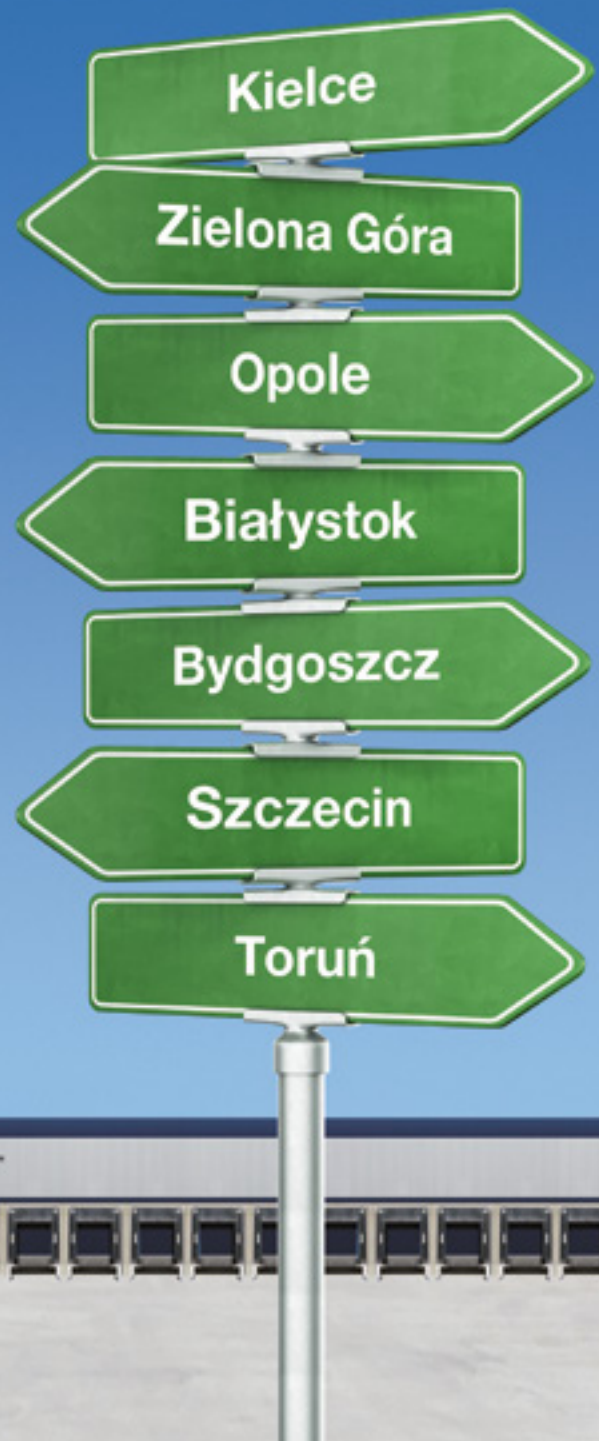 Kielce
Zielona Góra
Opole
Białystok
Bydgoszcz
Szczecin
Toruń